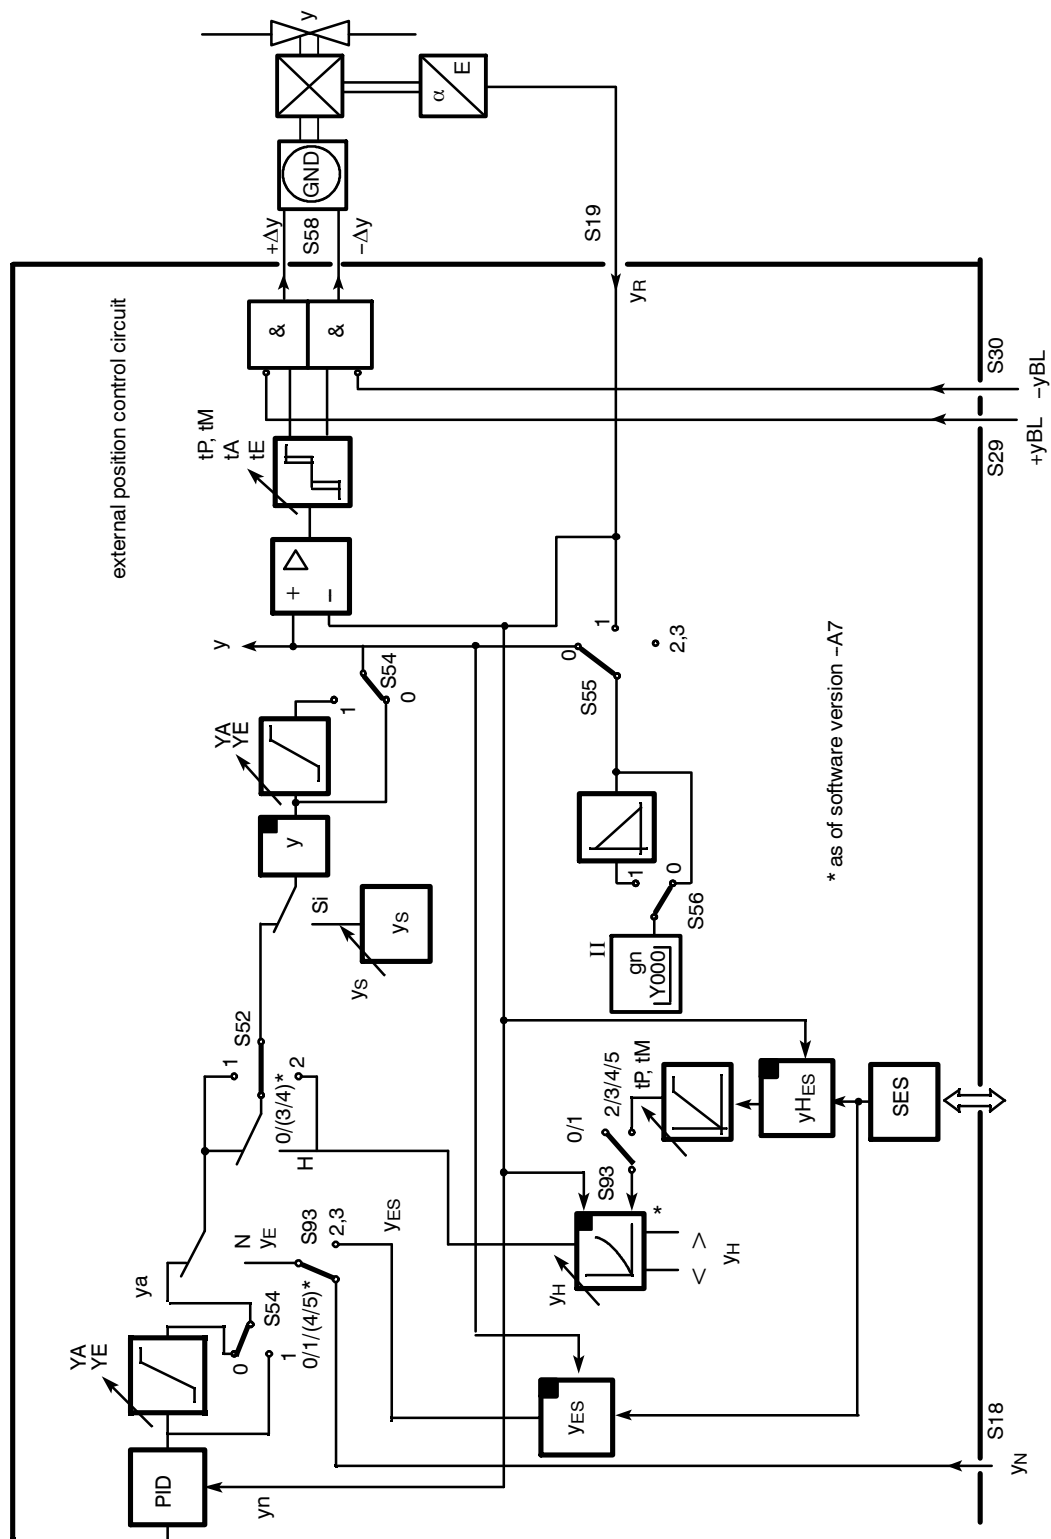 external position control circuit
y
α
E
GND
+Δy
S58
−Δy
S19
&
&
yR
S30
−yBL
+yBL
S29
tP, tM
tA
tE
+
−
y
S54
1
0
YA
YE
y
Si
yS
yS
0
1
2,3
S55
1
0
S56
II
gn
Y000
* as of software version −A7
S52
1
2
0/(3/4)*
H
N
yE
S93
2,3
0/1/(4/5)*
yES
ya
S54
0
1
YA
YE
PID
yn
yH
*
< >
yH
S93
0/1
2/3/4/5
tP, tM
yHES
SES
yES
S18
yN